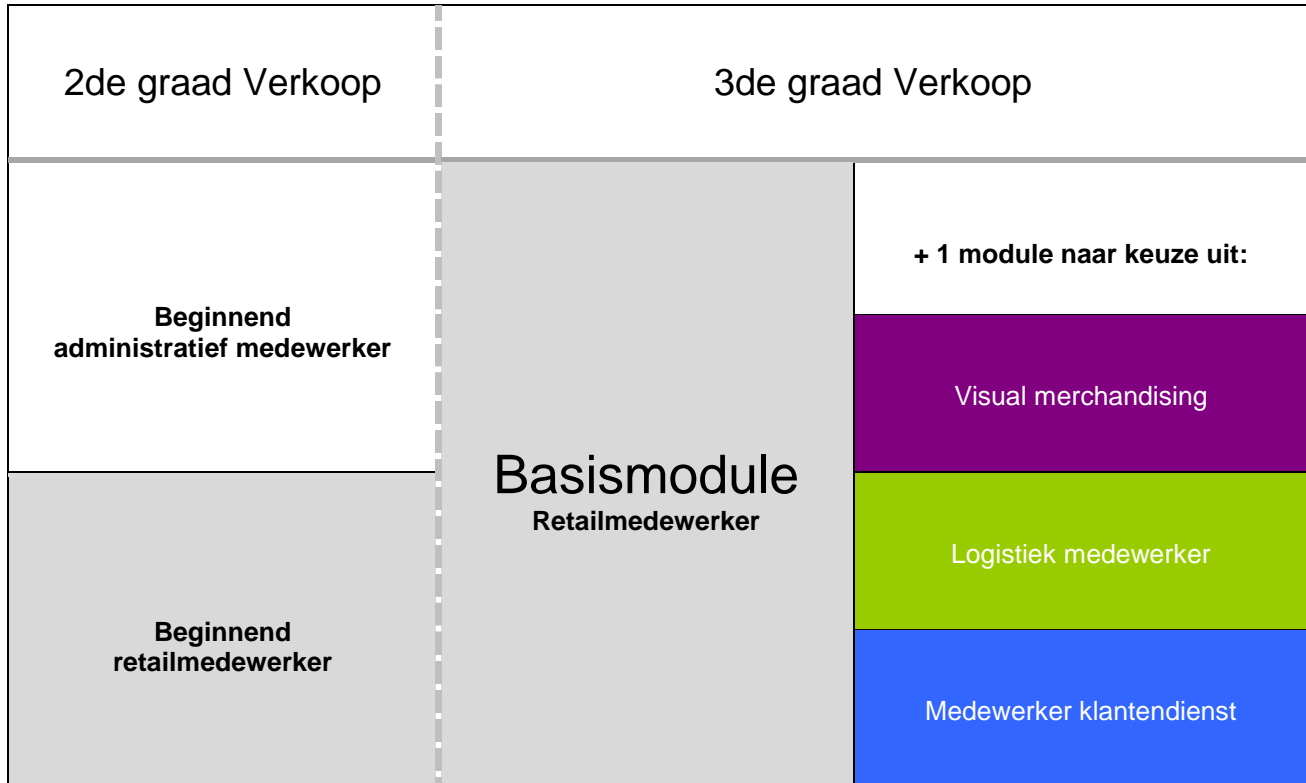 2de graad Verkoop
3de graad Verkoop
Beginnend
administratief medewerker
Beginnend
retailmedewerker
Basismodule
Retailmedewerker
+ 1 module naar keuze uit:
Visual merchandising
Logistiek medewerker
Medewerker klantendienst